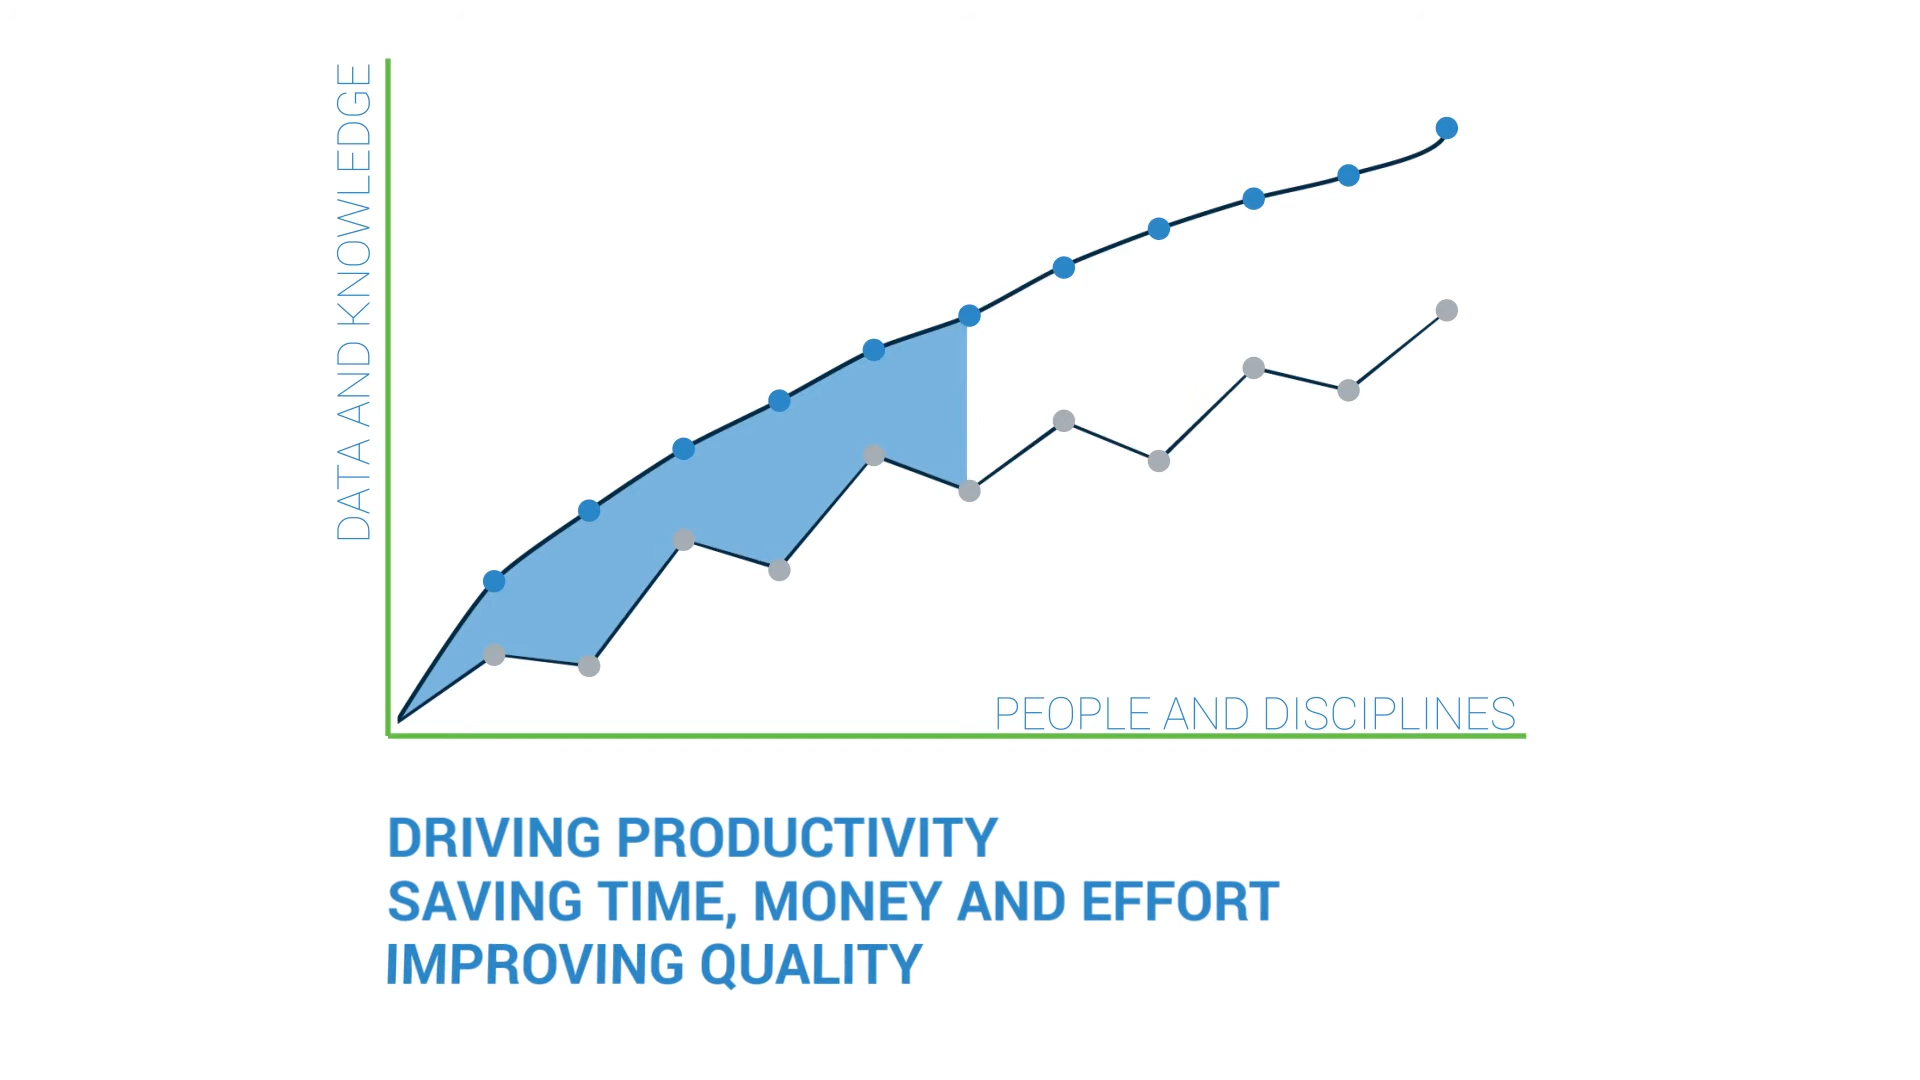 DATA AND KNOWLEDGE
PEOPLE AND DISCIPLINES
DRIVING PRODUCTIVITY
SAVING TIME, MONEY AND EFFORT
IMPROVING QUALITY